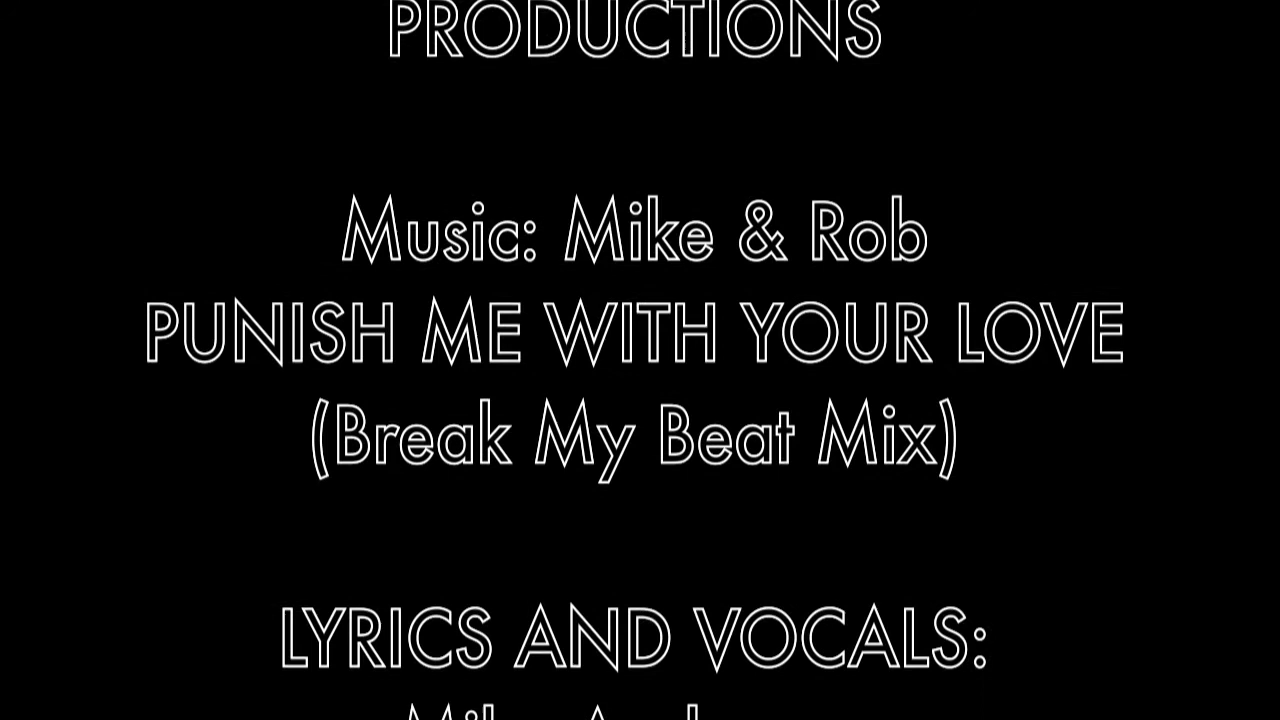 PRODUCTIONS
Music: Mike & Rob
PUNISH ME WITH YOUR LOVE
(Break My Beat Mix)
LYRICS AND VOCALS: